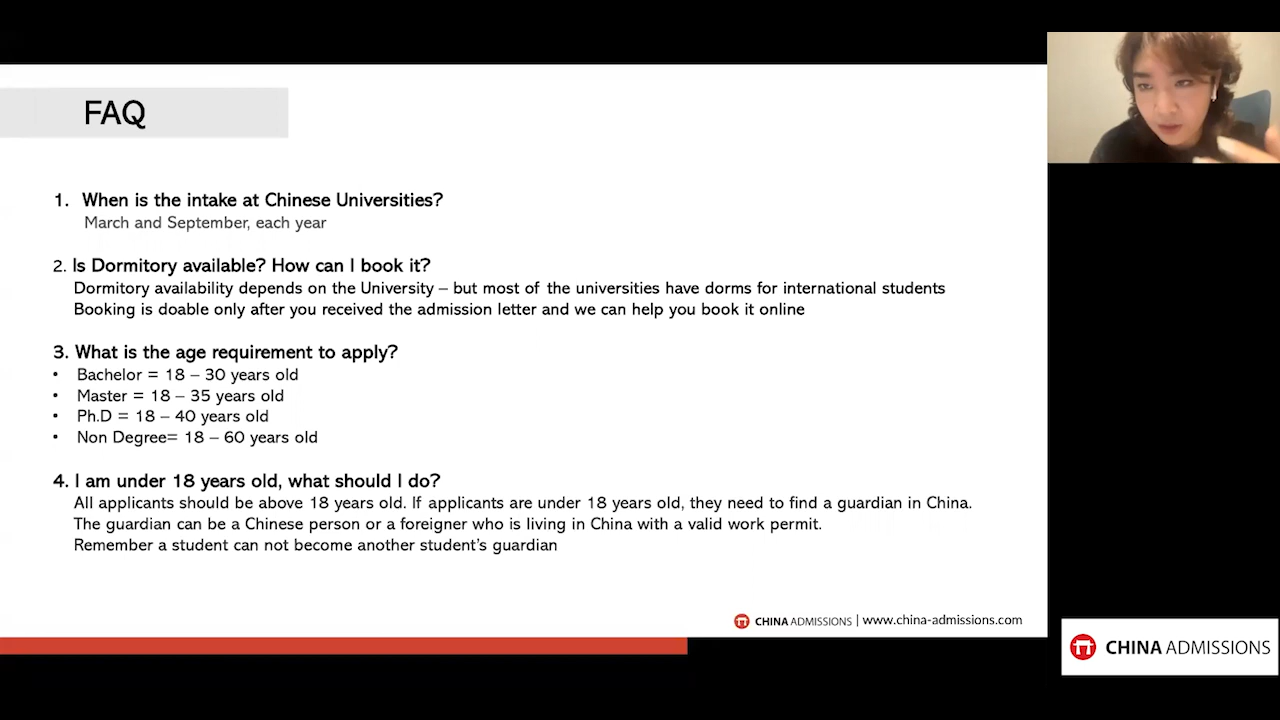 FAQ
1. When is the intake at Chinese Universities?
March and September, each year
2. Is Dormitory available? How can I book it?
Dormitory availability depends on the University – but most of the universities have dorms for international students
Booking is doable only after you received the admission letter and we can help you book it online
3. What is the age requirement to apply?
• Bachelor = 18 – 30 years old
• Master = 18 – 35 years old
• Ph.D = 18 – 40 years old
• Non Degree= 18 – 60 years old
4. I am under 18 years old, what should I do?
All applicants should be above 18 years old. If applicants are under 18 years old, they need to find a guardian in China.
The guardian can be a Chinese person or a foreigner who is living in China with a valid work permit.
Remember a student can not become another student's guardian
CHINA ADMISSIONS | www.china-admissions.com
CHINA ADMISSIONS